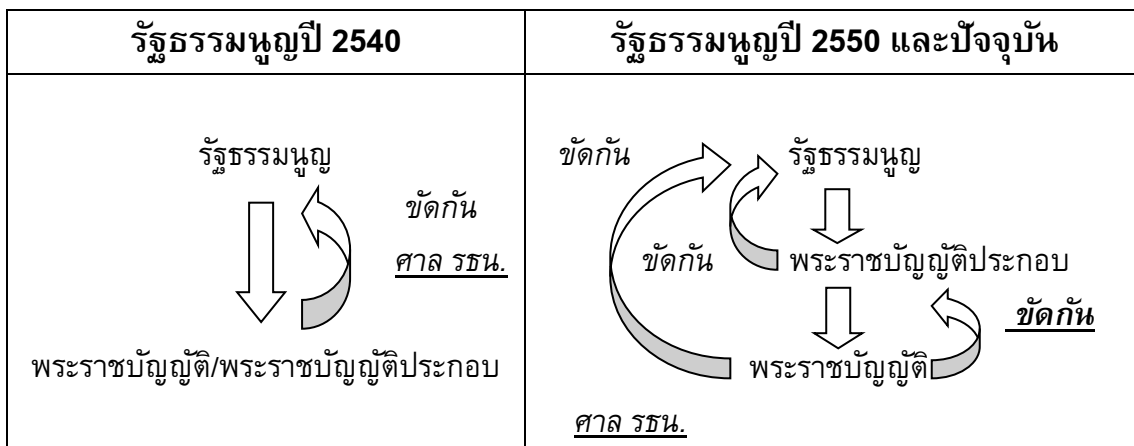 รัฐธรรมนูญปี 2540
รัฐธรรมนูญปี 2550 และปัจจุบัน
รัฐธรรมนูญ
ขัดกัน
ศาล รธน.
พระราชบัญญัติ/พระราชบัญญัติประกอบ
ขัดกัน
รัฐธรรมนูญ
ขัดกัน
พระราชบัญญัติประกอบ
ขัดกัน
พระราชบัญญัติ
ศาล รธน.